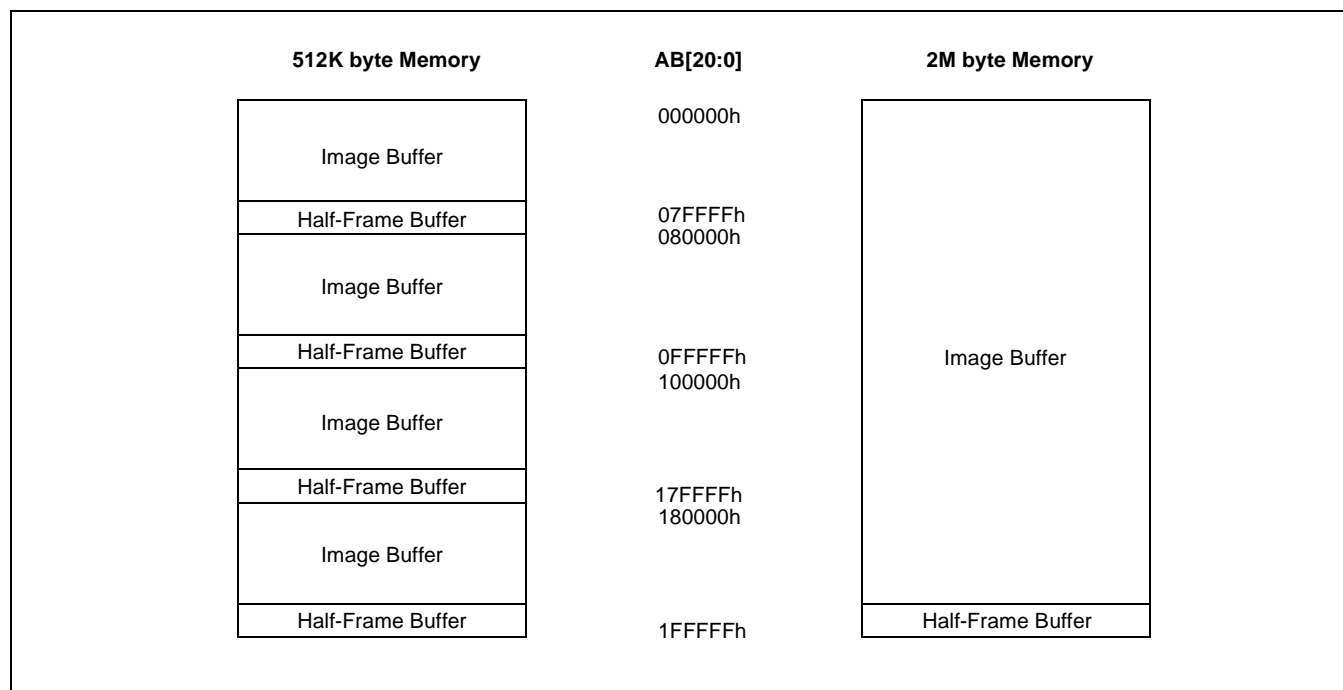 512K byte Memory AB[20:0] 2M byte Memory
000000h
Image Buffer
Half-Frame Buffer 07FFFFh
080000h
Image Buffer
Half-Frame Buffer 0FFFFFh Image Buffer
100000h
Image Buffer
Half-Frame Buffer 17FFFFh
180000h
Image Buffer
Half-Frame Buffer 1FFFFFh Half-Frame Buffer